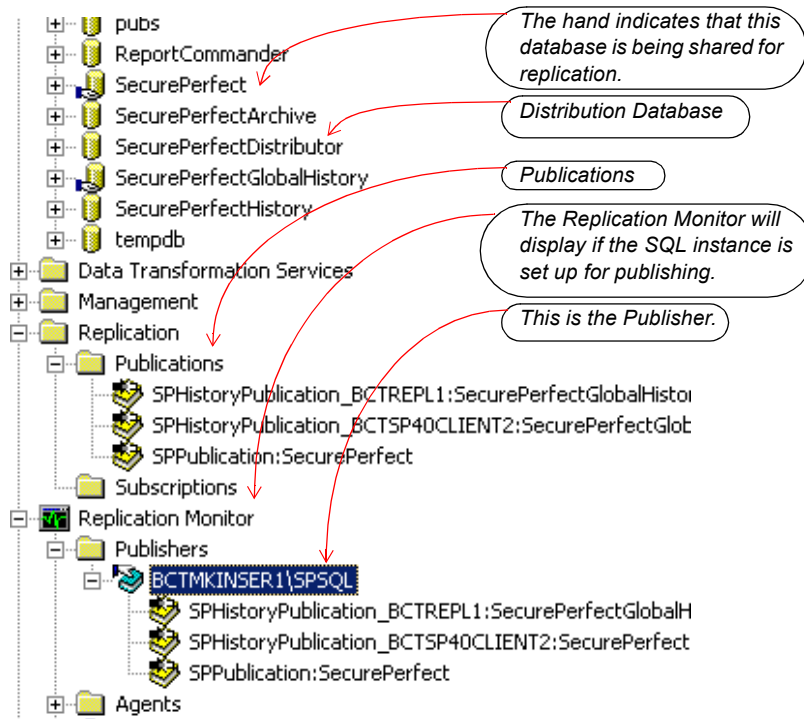 pubs
ReportCommander
SecurePerfect
SecurePerfectArchive
SecurePerfectDistributor
SecurePerfectGlobalHistory
SecurePerfectHistory
tempdb
Data Transformation Services
Management
Replication
Publications
SPHistoryPublication_BCTREPL1:SecurePerfectGlobalHistor
SPHistoryPublication_BCTSP40CLIENT2:SecurePerfectGlob
SPPublication:SecurePerfect
Subscriptions
Replication Monitor
Publishers
BCTMKINSER1\SPSQL
SPHistoryPublication_BCTREPL1:SecurePerfectGlobalH
SPHistoryPublication_BCTSP40CLIENT2:SecurePerfect
SPPublication:SecurePerfect
Agents
The hand indicates that this
database is being shared for
replication.
Distribution Database
Publications
The Replication Monitor will
display if the SQL instance is
set up for publishing.
This is the Publisher.